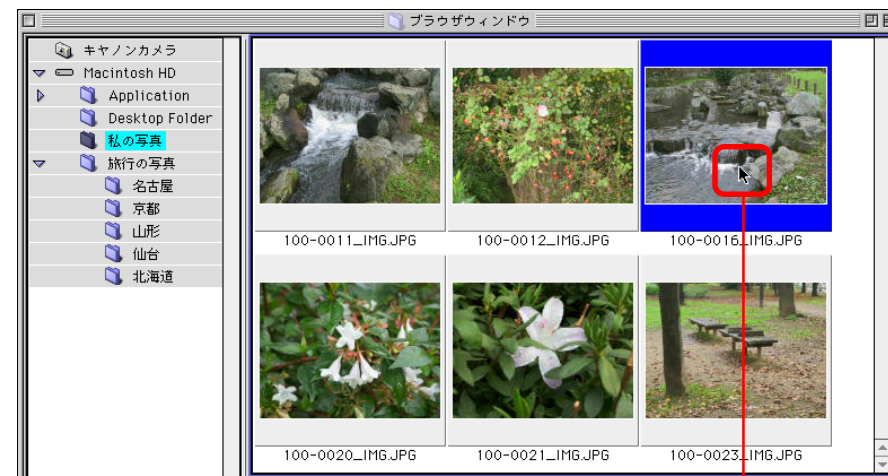 ブラウザウィンドウ
キヤノンカメラ
Macintosh HD
Application
Desktop Folder
私の写真
旅行の写真
名古屋
京都
山形
仙台
北海道
100-0011_IMG.JPG
100-0012_IMG.JPG
100-0016_IMG.JPG
100-0020_IMG.JPG
100-0021_IMG.JPG
100-0023_IMG.JPG